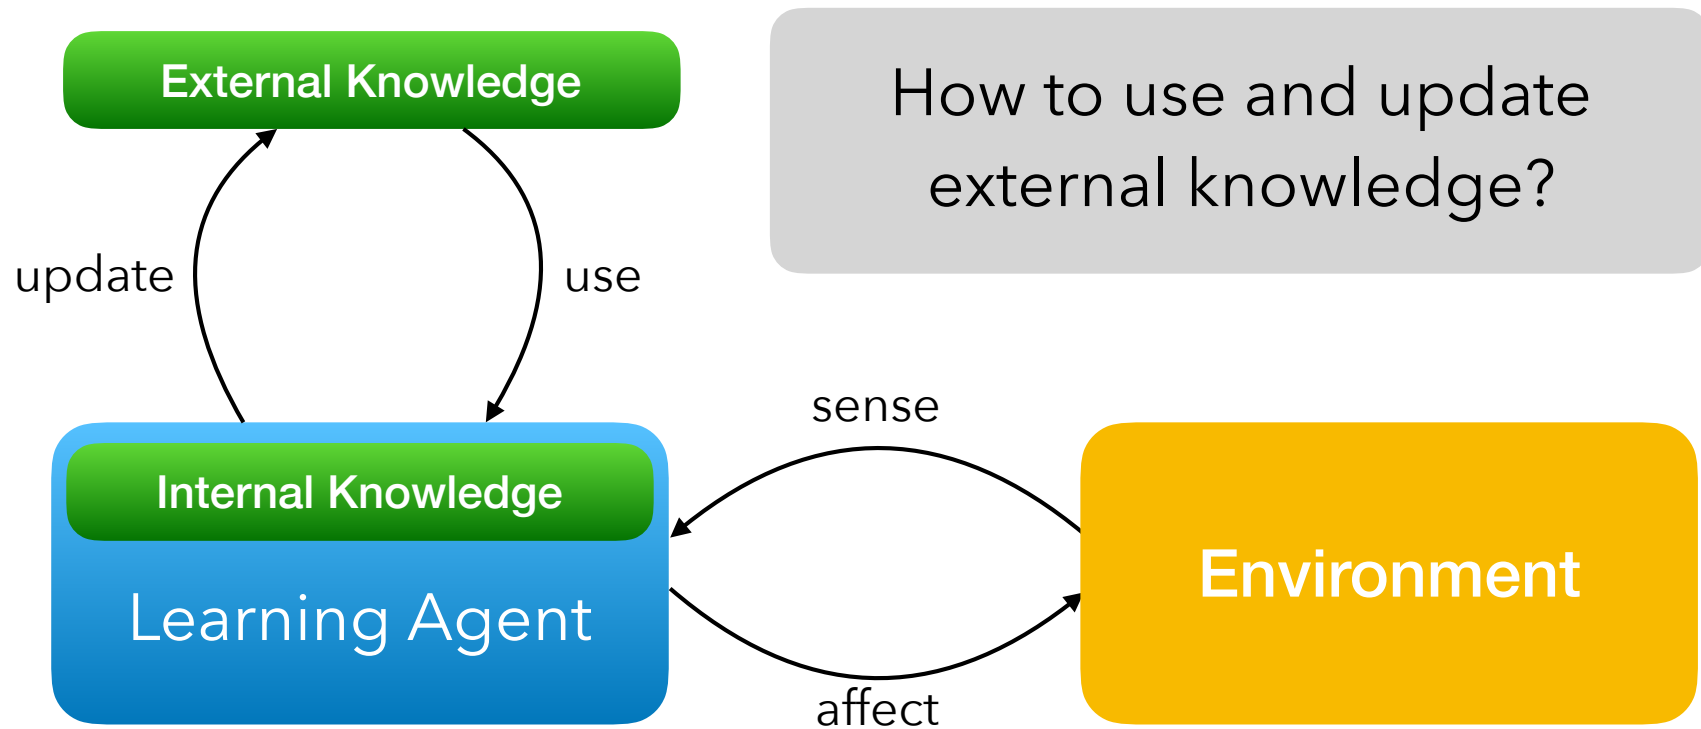 External Knowledge
How to use and update
external knowledge?
update
use
sense
Internal Knowledge
Learning Agent
Environment
affect